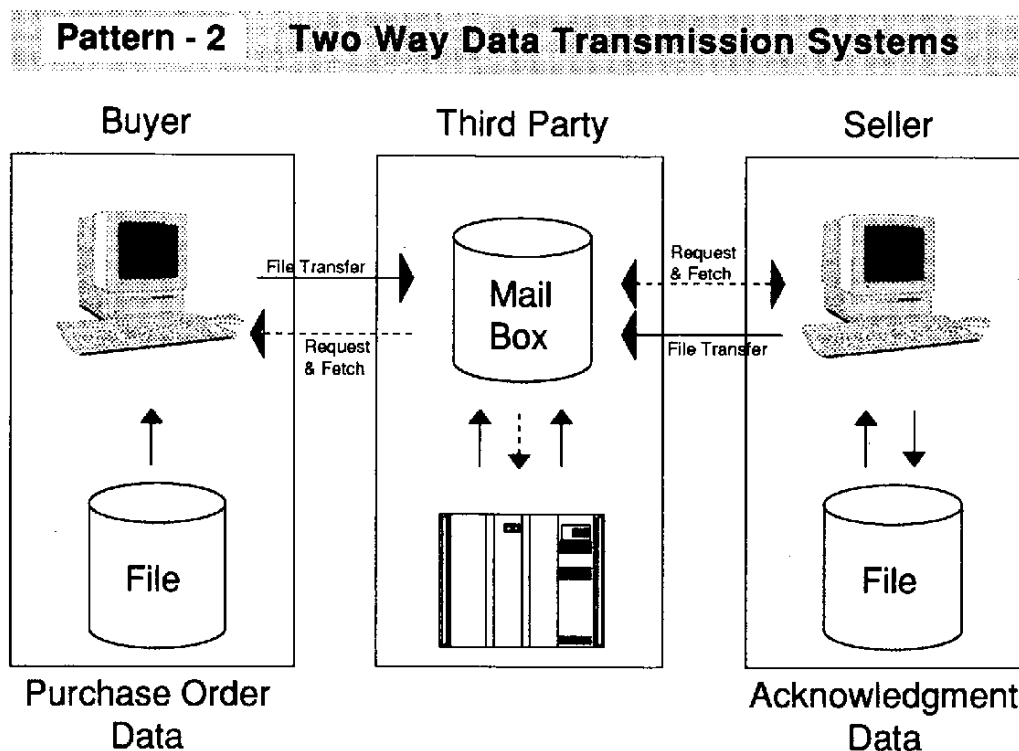 Pattern - 2 Two Way Data Transmission Systems
Buyer
Third Party
Seller
File Transfer
Request
& Fetch
Mail
Box
Request
& Fetch
File Transfer
File
File
Purchase Order
Data
Acknowledgment
Data